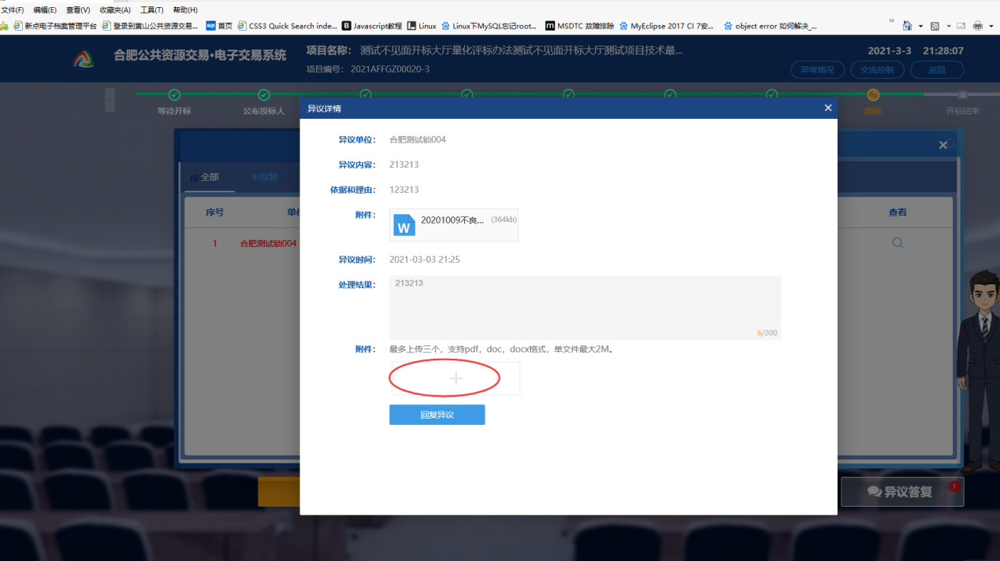 文件(F) 编辑(E) 查看(V) 收藏夹(A) 工具(T) 帮助(H)
新点电子档案管理平台 登录到萧山公共资源交易... 首页 CSS3 Quick Search inde... Javascript教程 Linux Linux下MySQL忘记root... MSDTC 故障排除 MyEclipse 2017 CI 7安... object error 如何解决_...
合肥公共资源交易•电子交易系统
项目名称: 测试不见面开标大厅量化评标办法测试不见面开标大厅测试项目技术最...
2021-3-3 21:28:07
项目编号: 2021AFFGZ00020-3
异常情况 交流控制 返回
等待开标 公布投标人 开标结束
异议详情
异议单位: 合肥测试锁004
异议内容: 213213
依据和理由: 123213
附件: 20201009不良... (364kb)
异议时间: 2021-03-03 21:25
处理结果: 213213
6/200
附件: 最多上传三个，支持pdf，doc，docx格式，单文件最大2M。
回复异议
全部 未回复
序号 查看
1 合肥测试锁004
异议答复 1